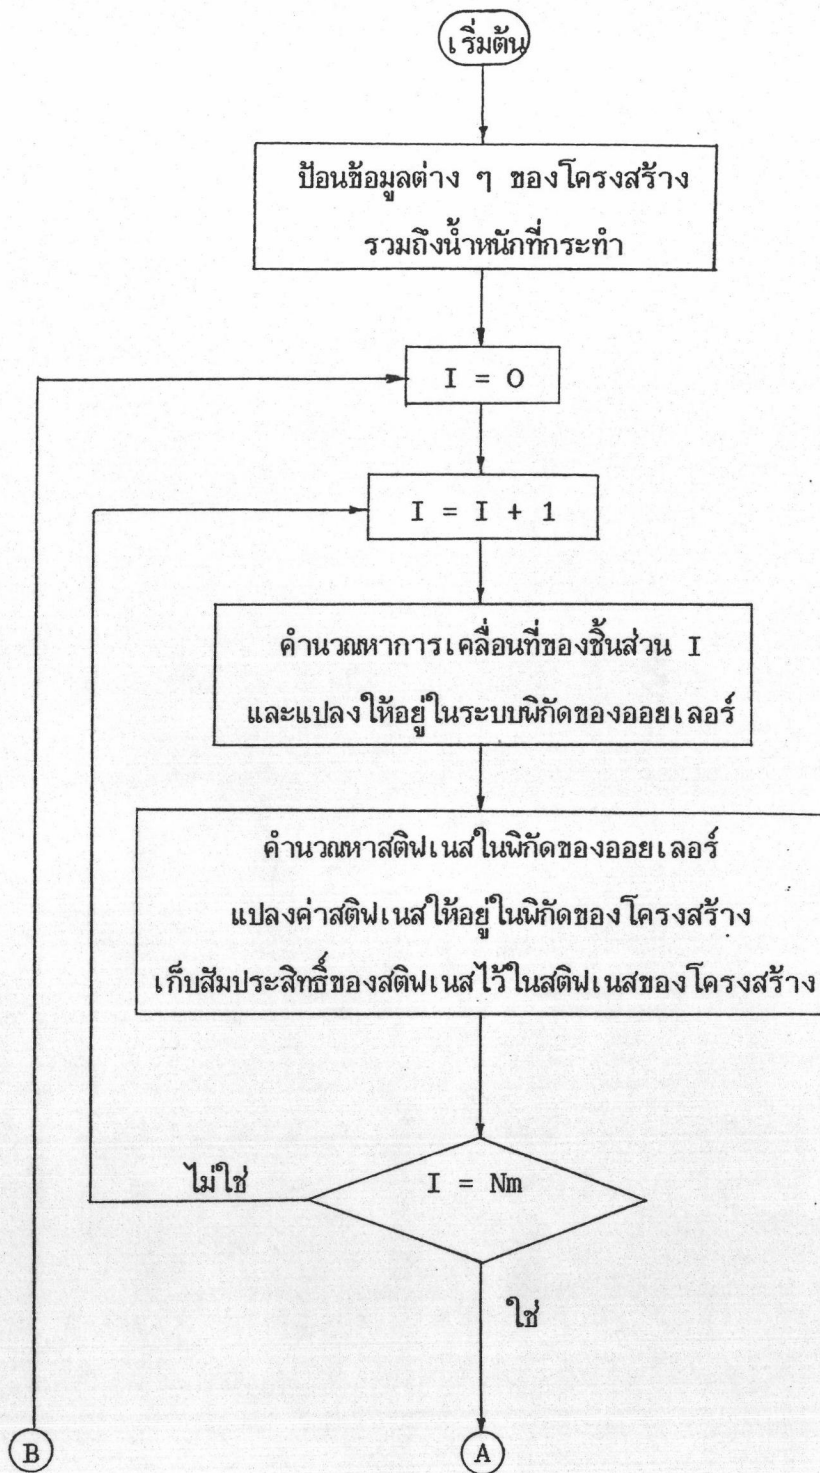 เริ่มต้น
ป้อนข้อมูลต่าง ๆ ของโครงสร้าง
รวมถึงน้ำหนักที่กระทำ
I = O
I = I + 1
คำนวณหาการเคลื่อนที่ของชิ้นส่วน I
และแปลงให้อยู่ในระบบพิกัดของออยเลอร์
คำนวณหาสติฟเนสในพิกัดของออยเลอร์
แปลงค่าสติฟเนสให้อยู่ในพิกัดของโครงสร้าง
เก็บสัมประสิทธิ์ของสติฟเนสไว้ในสติฟเนสของโครงสร้าง
ไม่ใช่
I = Nm
ใช่
B
A